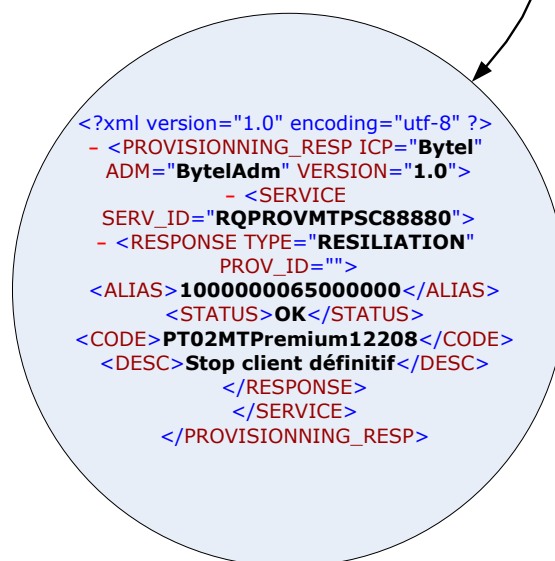 <?xml version="1.0" encoding="utf-8" ?>
- <PROVISIONNING_RESP ICP="Bytel"
ADM="BytelAdm" VERSION="1.0">
- <SERVICE
SERV_ID="RQPROVMTPSC88880">
- <RESPONSE TYPE="RESILIATION"
PROV_ID="">
<ALIAS>1000000065000000</ALIAS>
<STATUS>OK</STATUS>
<CODE>PT02MTPremium12208</CODE>
<DESC>Stop client définitif</DESC>
</RESPONSE>
</SERVICE>
</PROVISIONNING_RESP>